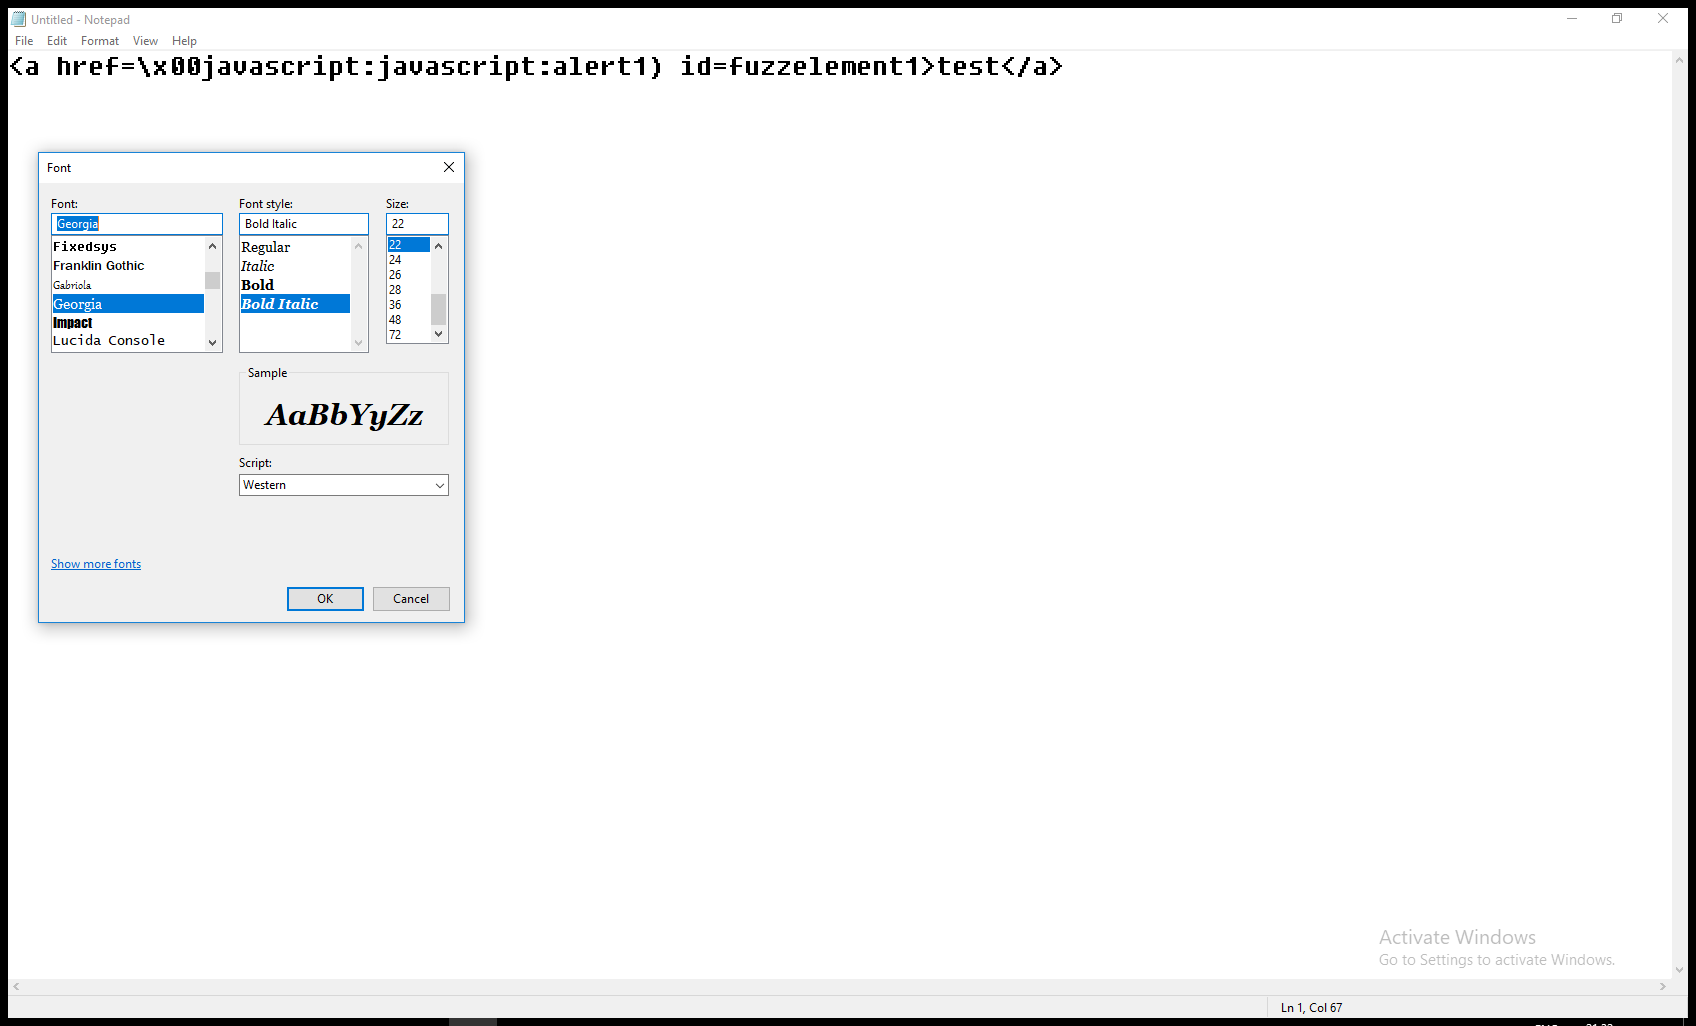 Untitled - Notepad
File Edit Format View Help
<a href=\x00javascript:javascript:alert1) id=fuzzelement1>test</a>
Font
Font: Font style: Size:
Georgia Bold Italic 22
Fixedsys
Franklin Gothic
Gabriola
Georgia
Impact
Lucida Console
Regular
Italic
Bold
Bold Italic
22
24
26
28
36
48
72
Sample
AaBbYyZz
Script:
Western
Show more fonts
OK Cancel
Activate Windows
Go to Settings to activate Windows.
Ln 1, Col 67